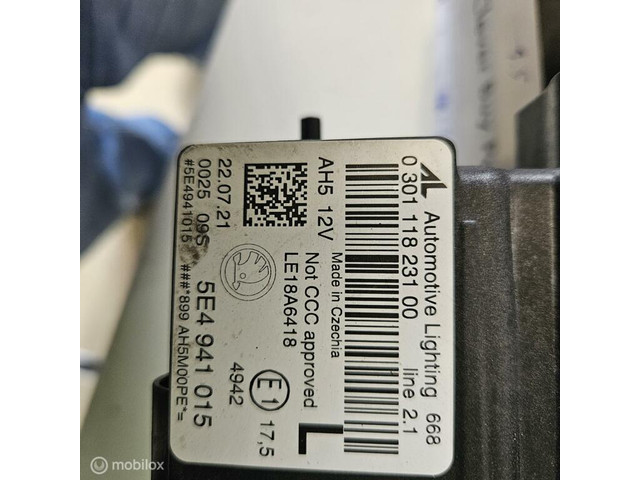 Automotive Lighting 668
0 301 118 231 00 line 2.1
AH5 12V Made in Czechia
Not CCC approved L
LE18A6418
E1 17,5
4942
22.07.21
0025 09S 5E4 941 015
#5E4941015 ###*899 AH5M00PE*=
mobilox